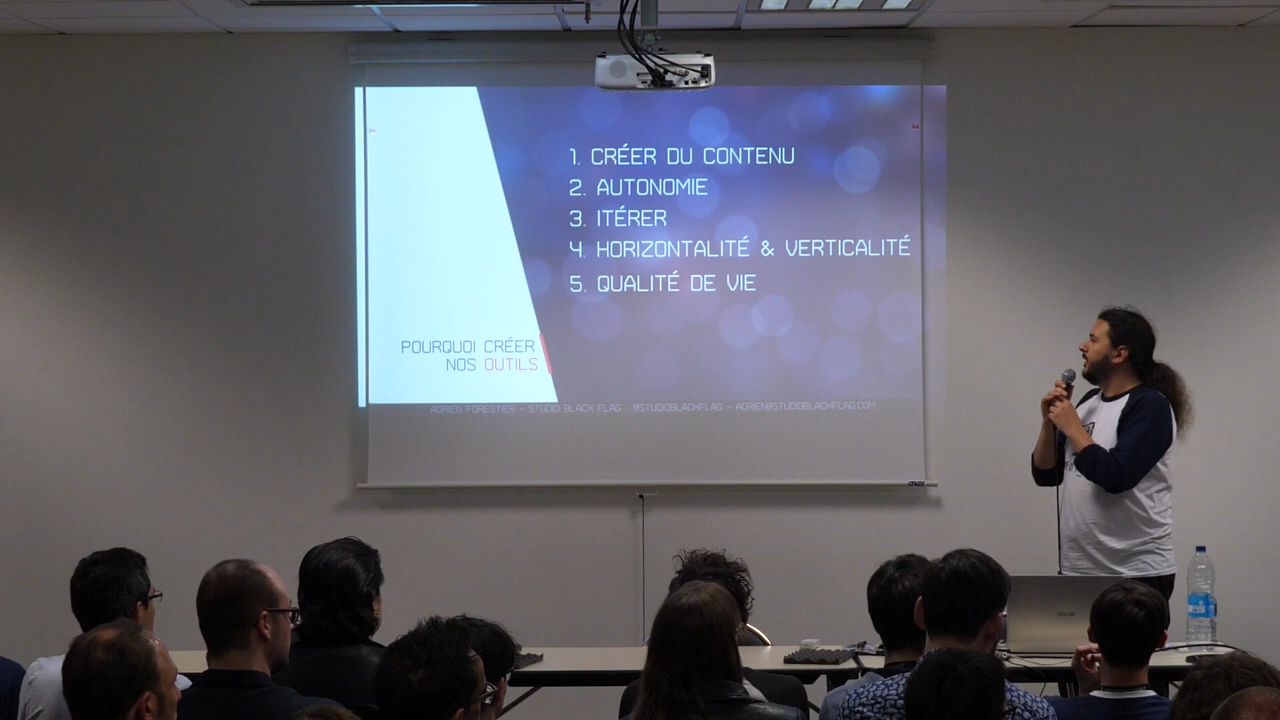 1. CRÉER DU CONTENU
2. AUTONOMIE
3. ITÉRER
4. HORIZONTALITÉ & VERTICALITÉ
5. QUALITÉ DE VIE
POURQUOI CRÉER
NOS OUTILS
ADRIEN FORESTIER - STUDIO BLACK FLAG - @STUDIOBLACKFLAG - ADRIEN@STUDIOBLACKFLAG.COM
ASUS